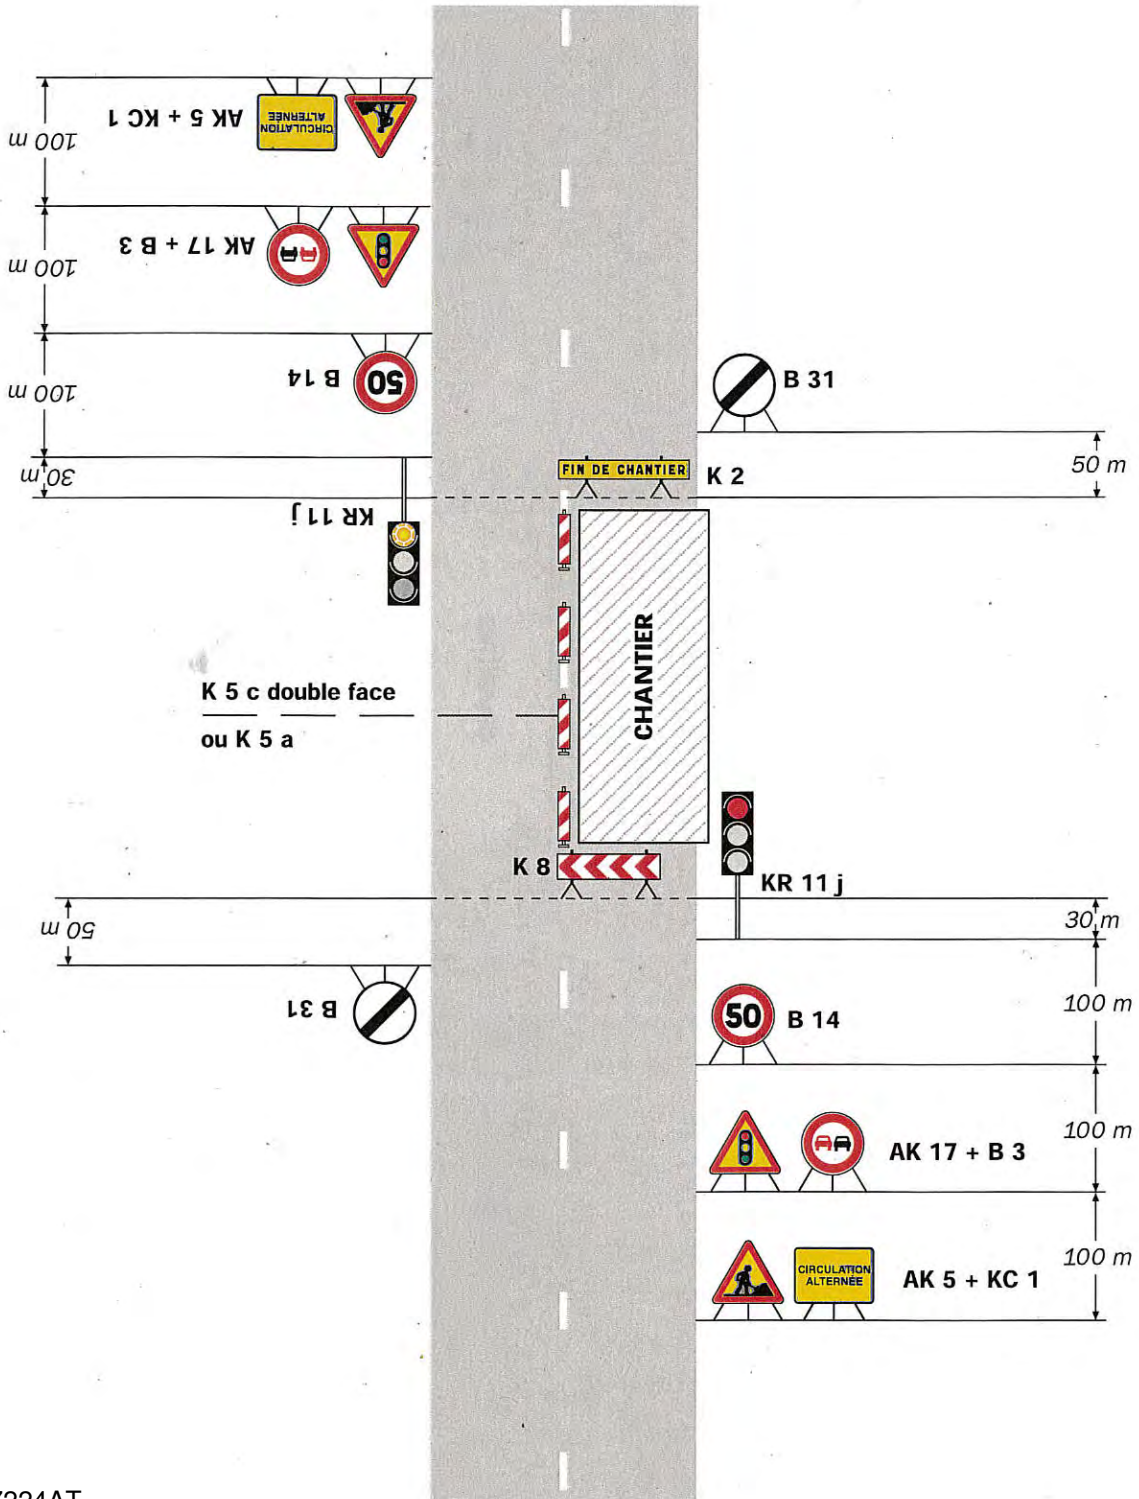 100 m
AK 5 + KC 1
CIRCULATION
ALTERNÉE
100 m
AK 17 + B 3
100 m
B 14
50
30 m
KR 11 j
B 31
50 m
FIN DE CHANTIER
K 2
CHANTIER
K 5 c double face
ou K 5 a
K 8
KR 11 j
30 m
50 m
B 31
50
B 14
100 m
AK 17 + B 3
100 m
CIRCULATION
ALTERNÉE
AK 5 + KC 1
100 m